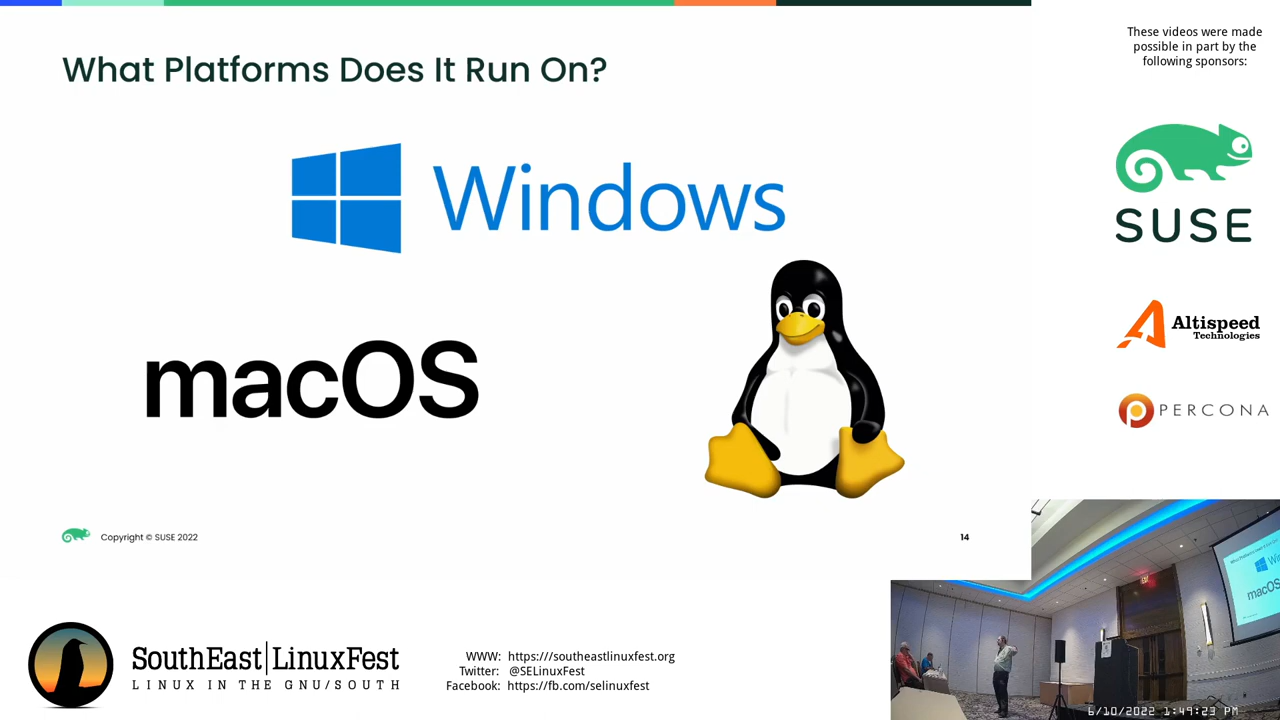 What Platforms Does It Run On?
Windows
macOS
Copyright © SUSE 2022
14
These videos were made
possible in part by the
following sponsors:
SUSE
Altispeed
Technologies
PERCONA
SouthEast LinuxFest
LINUX IN THE GNU/SOUTH
WWW: https:///southeastlinuxfest.org
Twitter: @SELinuxFest
Facebook: https://fb.com/selinuxfest
EXIT
macOS
6/10/2022 1:49:23 PM